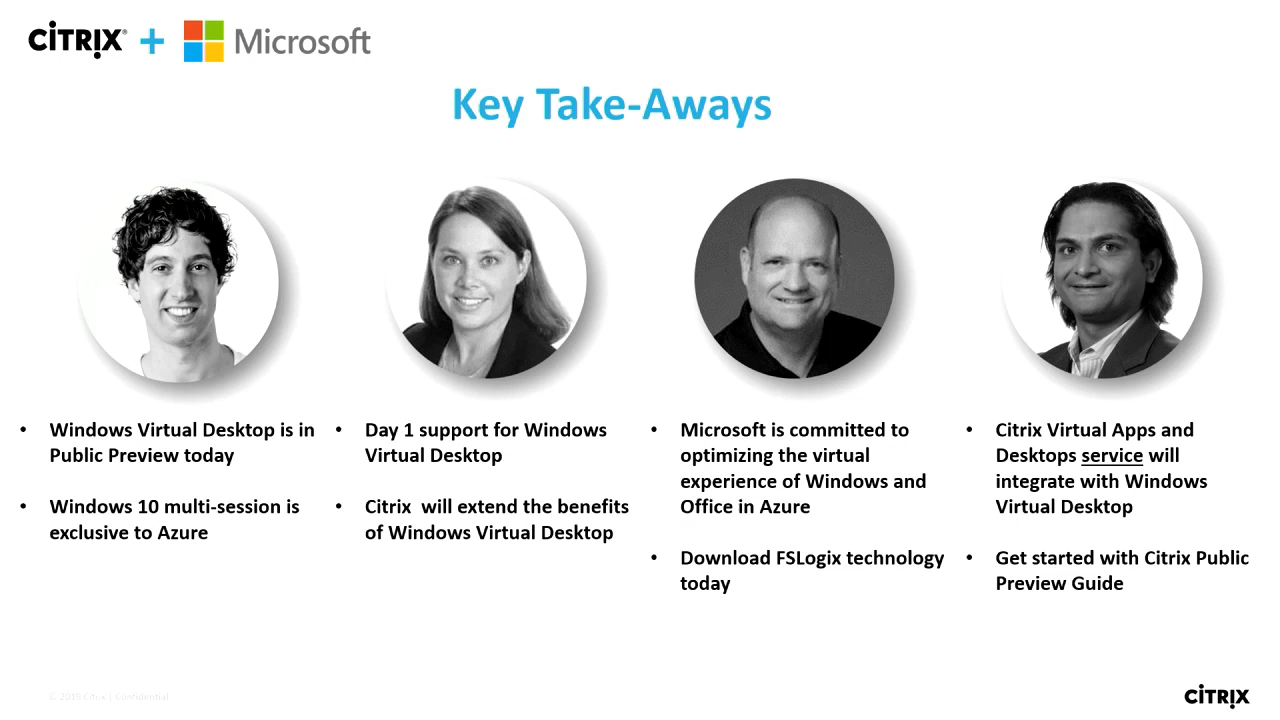 CiTRIX® + Microsoft
Key Take-Aways
• Windows Virtual Desktop is in
Public Preview today
• Windows 10 multi-session is
exclusive to Azure
• Day 1 support for Windows
Virtual Desktop
• Citrix  will extend the benefits
of Windows Virtual Desktop
• Microsoft is committed to
optimizing the virtual
experience of Windows and
Office in Azure
• Download FSLogix technology
today
• Citrix Virtual Apps and
Desktops service will
integrate with Windows
Virtual Desktop
• Get started with Citrix Public
Preview Guide
Citrix | Confidential
CiTRIX